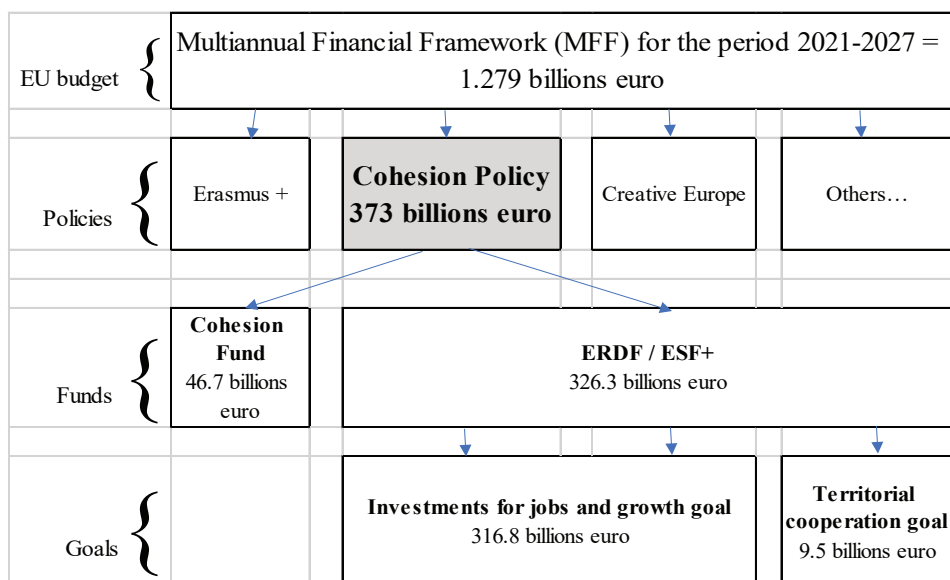 Multiannual Financial Framework (MFF) for the period 2021-2027 =
1.279 billions euro
EU budget
Policies
Erasmus +
Cohesion Policy
373 billions euro
Creative Europe
Others…
Funds
Cohesion
Fund
46.7 billions
euro
ERDF / ESF+
326.3 billions euro
Goals
Investments for jobs and growth goal
316.8 billions euro
Territorial
cooperation goal
9.5 billions euro